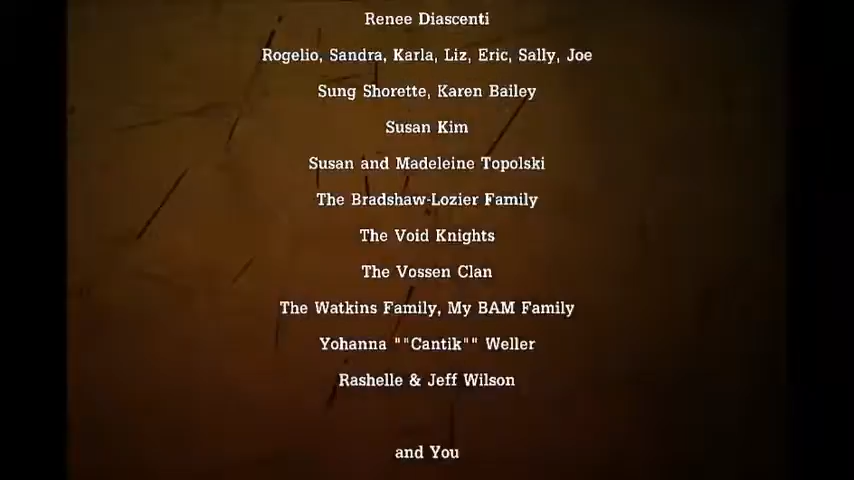 Renee Diascenti
Rogelio, Sandra, Karla, Liz, Eric, Sally, Joe
Sung Shorette, Karen Bailey
Susan Kim
Susan and Madeleine Topolski
The Bradshaw-Lozier Family
The Void Knights
The Vossen Clan
The Watkins Family, My BAM Family
Yohanna ""Cantik"" Weller
Rashelle & Jeff Wilson
and You